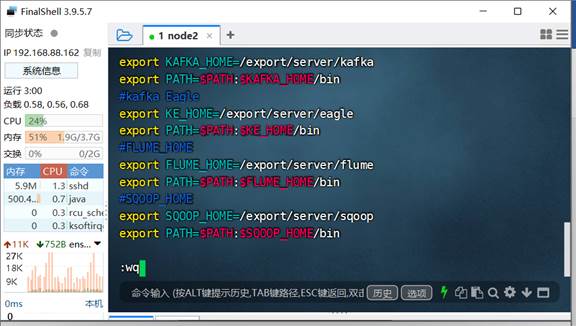 FinalShell 3.9.5.7
同步状态
IP 192.168.88.162 复制
系统信息
运行 3:00
负载 0.58, 0.56, 0.68
CPU 24%
内存 51% 1.9G/3.7G
交换 0% 0/2G
内存 CPU 命令
5.9M 1.3 sshd
500.4... 0.7 java
0 0.3 rcu_sche
0 0.3 ksoftirq
11K 752B ens...
27K
18K
9K
0ms 本机
0
1 node2
+
export KAFKA_HOME=/export/server/kafka
export PATH=$PATH:$KAFKA_HOME/bin
#kafka Eagle
export KE_HOME=/export/server/eagle
export PATH=$PATH:$KE_HOME/bin
#FLUME_HOME
export FLUME_HOME=/export/server/flume
export PATH=$PATH:$FLUME_HOME/bin
#SQOOP_HOME
export SQOOP_HOME=/export/server/sqoop
export PATH=$PATH:$SQOOP_HOME/bin
:wq
命令输入 (按ALT键提示历史,TAB键路径,ESC键返回,双击 历史 选项